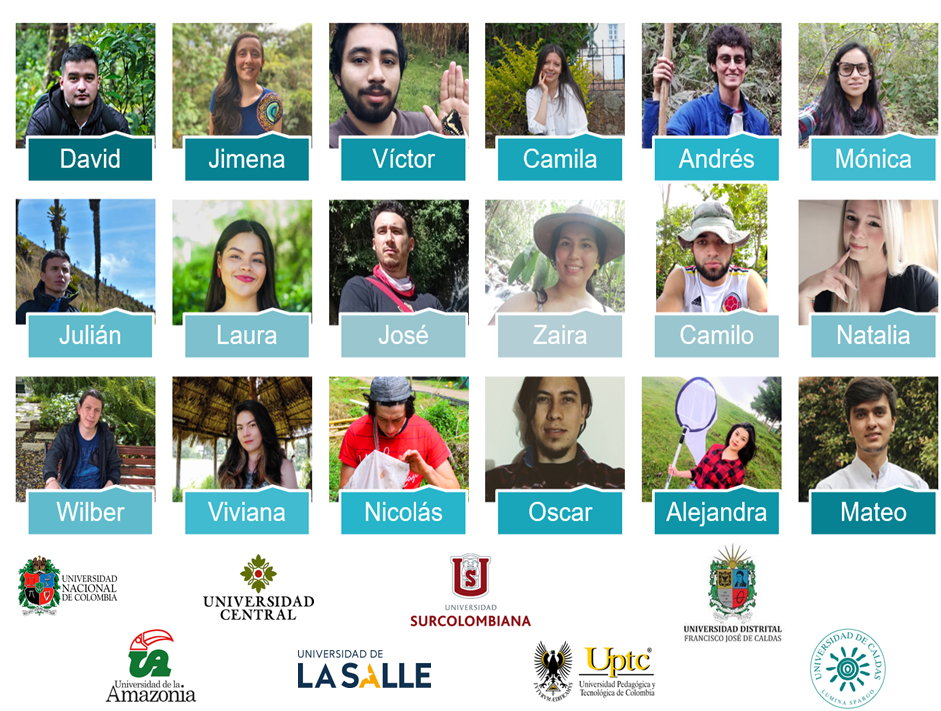 David
Jimena
Víctor
Camila
Andrés
Mónica
Julián
Laura
José
Zaira
Camilo
Natalia
Wilber
Viviana
Nicolás
Oscar
Alejandra
Mateo
UNIVERSIDAD
NACIONAL
DE COLOMBIA
UNIVERSIDAD
CENTRAL
UNIVERSIDAD
SURCOLOMBIANA
UNIVERSIDAD DISTRITAL
FRANCISCO JOSÉ DE CALDAS
Universidad de la
Amazonia
UNIVERSIDAD DE
LA SALLE
Uptc®
Universidad Pedagógica y
Tecnológica de Colombia
UNIVERSIDAD DE CALDAS
LUMINA SPARGO